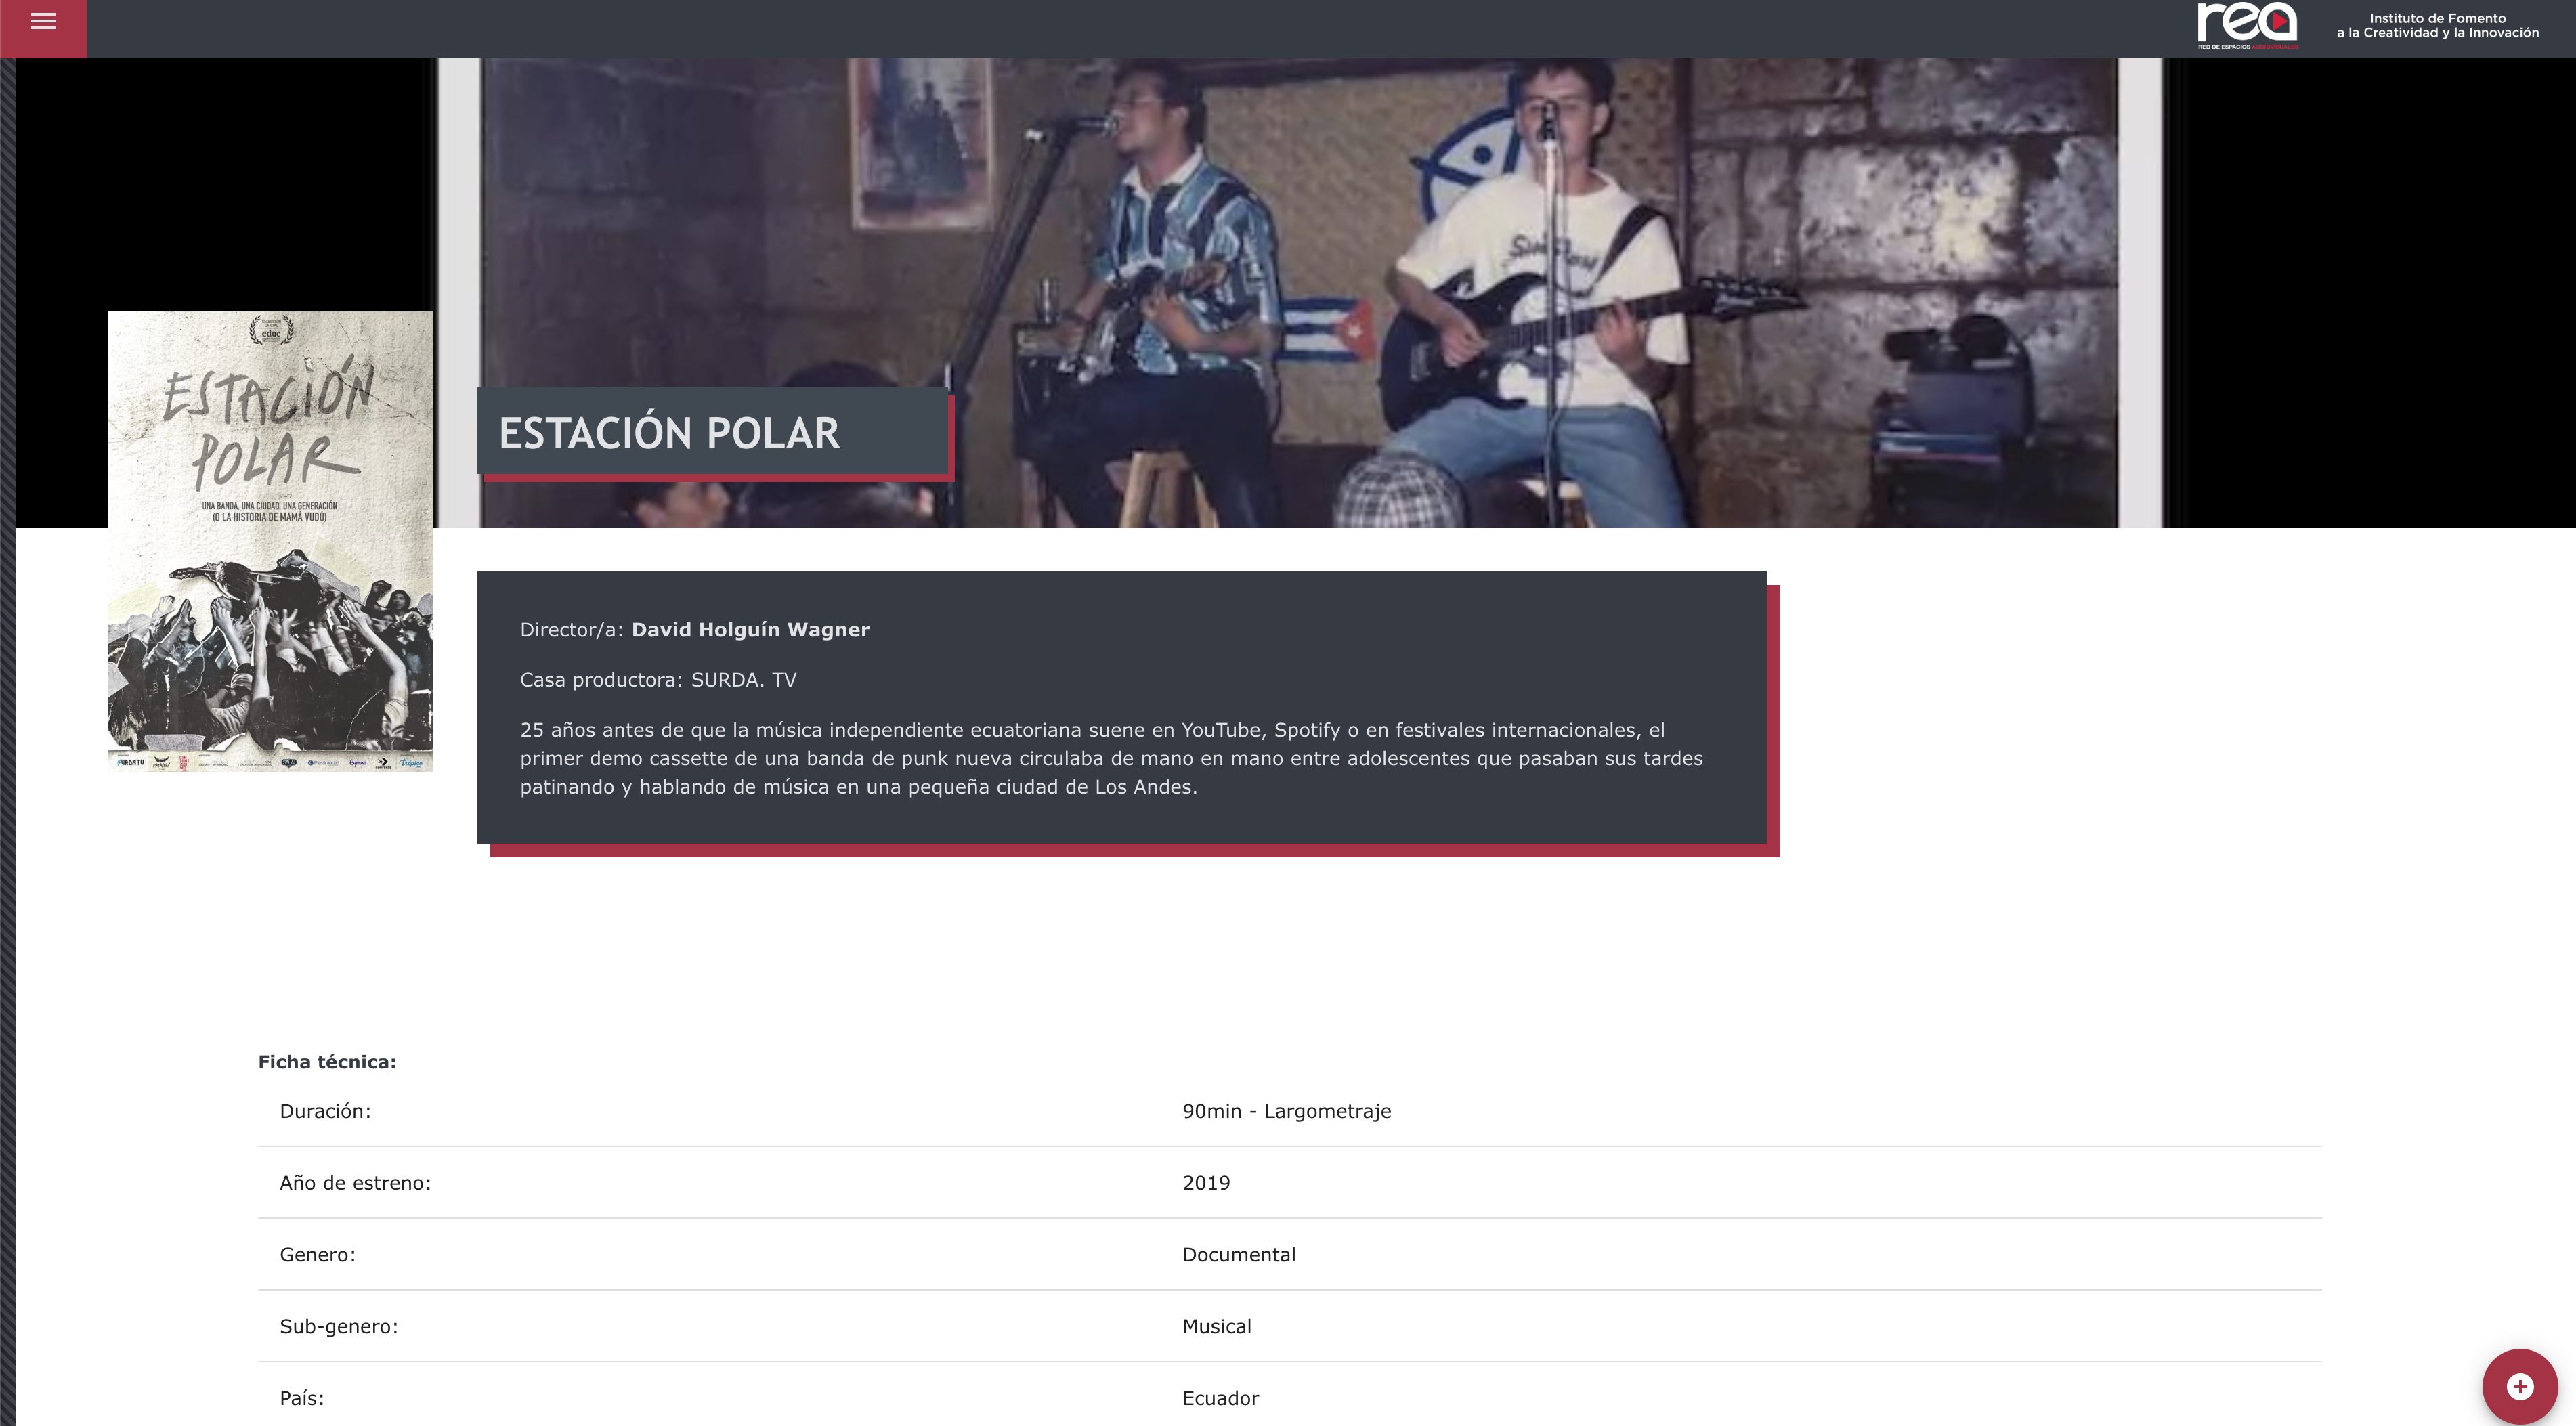 rea
RED DE ESPACIOS AUDIOVISUALES
Instituto de Fomento
a la Creatividad y la Innovación
edoc
ESTACIÓN
POLAR
UNA BANDA, UNA CIUDAD, UNA GENERACIÓN
(O LA HISTORIA DE MAMÁ VUDÚ)
ESTACIÓN POLAR
Director/a: David Holguín Wagner
Casa productora: SURDA. TV
25 años antes de que la música independiente ecuatoriana suene en YouTube, Spotify o en festivales internacionales, el
primer demo cassette de una banda de punk nueva circulaba de mano en mano entre adolescentes que pasaban sus tardes
patinando y hablando de música en una pequeña ciudad de Los Andes.
Ficha técnica:
Duración: 90min - Largometraje
Año de estreno: 2019
Genero: Documental
Sub-genero: Musical
País: Ecuador